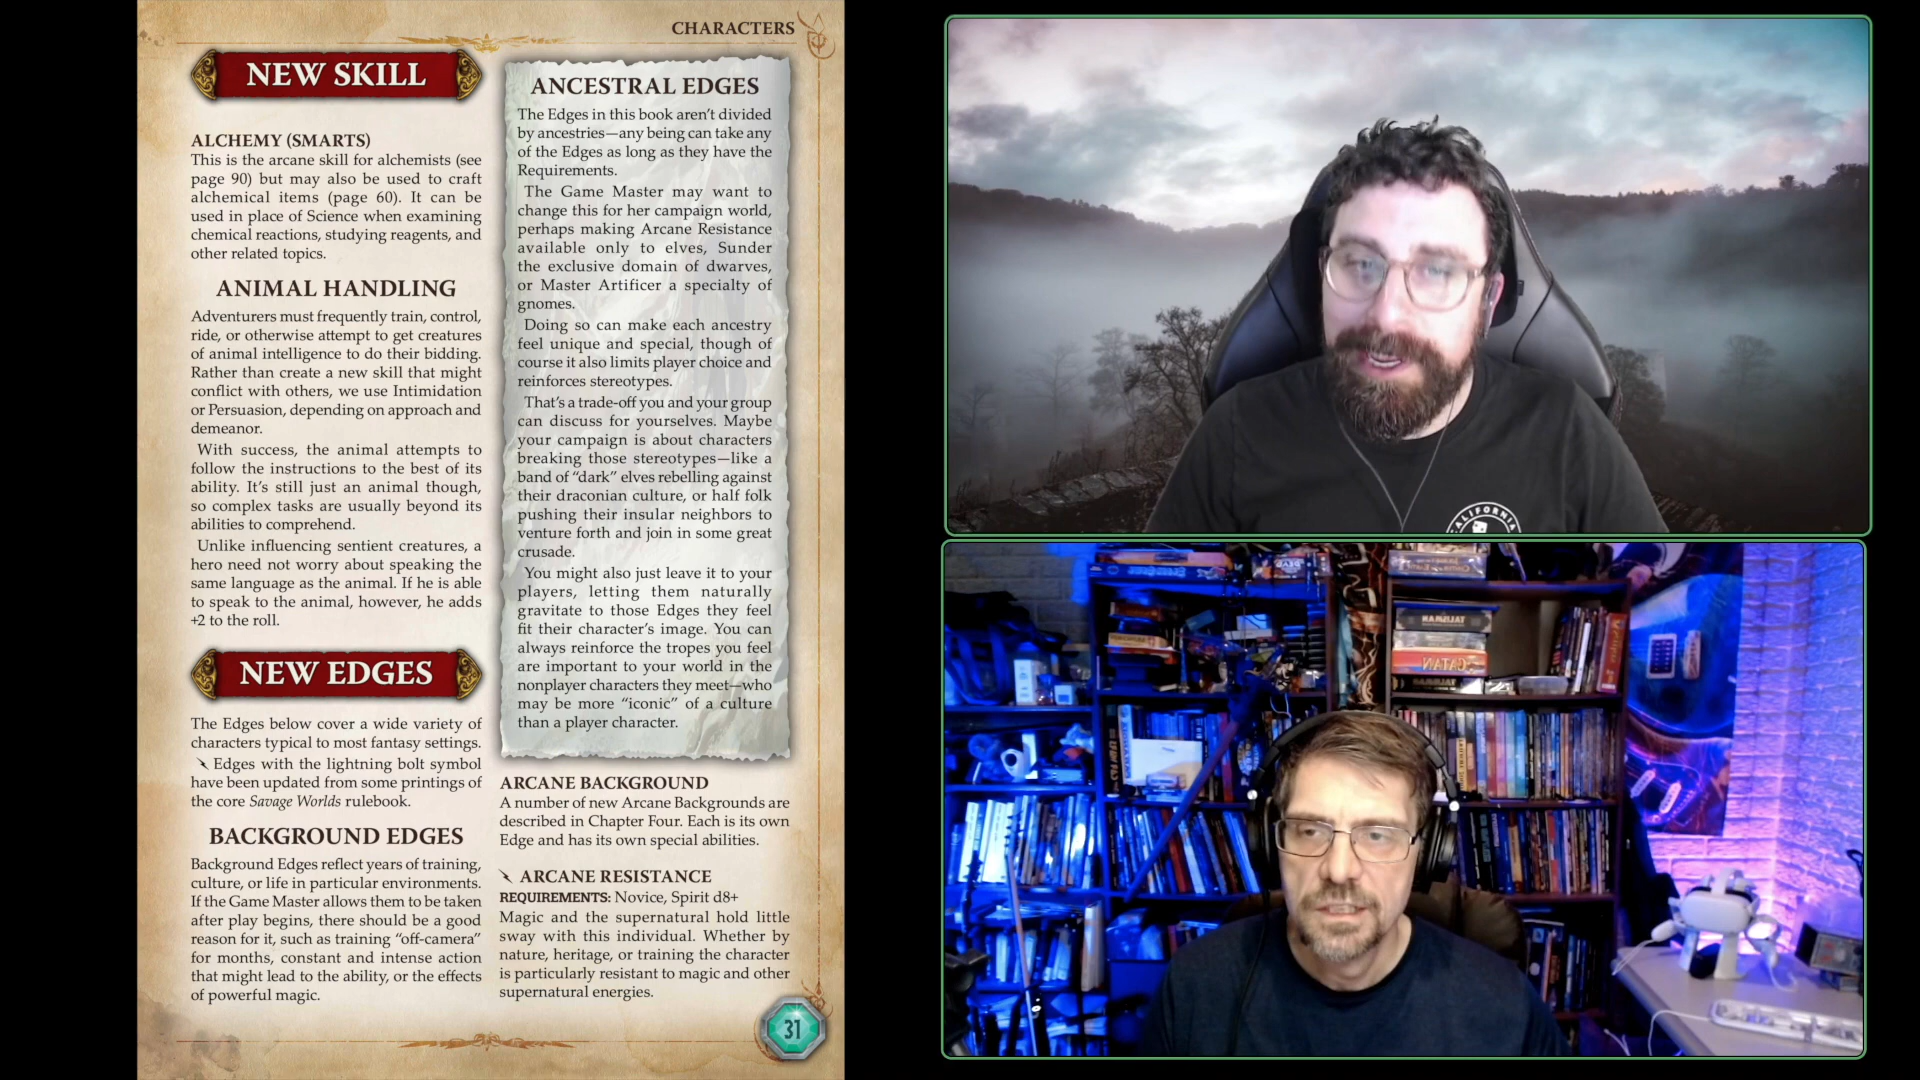 CHARACTERS
NEW SKILL
ALCHEMY (SMARTS)
This is the arcane skill for alchemists (see
page 90) but may also be used to craft
alchemical items (page 60). It can be
used in place of Science when examining
chemical reactions, studying reagents, and
other related topics.
ANIMAL HANDLING
Adventurers must frequently train, control,
ride, or otherwise attempt to get creatures
of animal intelligence to do their bidding.
Rather than create a new skill that might
conflict with others, we use Intimidation
or Persuasion, depending on approach and
demeanor.
With success, the animal attempts to
follow the instructions to the best of its
ability. It's still just an animal though,
so complex tasks are usually beyond its
abilities to comprehend.
Unlike influencing sentient creatures, a
hero need not worry about speaking the
same language as the animal. If he is able
to speak to the animal, however, he adds
+2 to the roll.
NEW EDGES
The Edges below cover a wide variety of
characters typical to most fantasy settings.
Edges with the lightning bolt symbol
have been updated from some printings of
the core Savage Worlds rulebook.
BACKGROUND EDGES
Background Edges reflect years of training,
culture, or life in particular environments.
If the Game Master allows them to be taken
after play begins, there should be a good
reason for it, such as training “off-camera”
for months, constant and intense action
that might lead to the ability, or the effects
of powerful magic.
ANCESTRAL EDGES
The Edges in this book aren't divided
by ancestries—any being can take any
of the Edges as long as they have the
Requirements.
The Game Master may want to
change this for her campaign world,
perhaps making Arcane Resistance
available only to elves, Sunder
the exclusive domain of dwarves,
or Master Artificer a specialty of
gnomes.
Doing so can make each ancestry
feel unique and special, though of
course it also limits player choice and
reinforces stereotypes.
That's a trade-off you and your group
can discuss for yourselves. Maybe
your campaign is about characters
breaking those stereotypes—like a
band of “dark” elves rebelling against
their draconian culture, or half folk
pushing their insular neighbors to
venture forth and join in some great
crusade.
You might also just leave it to your
players, letting them naturally
gravitate to those Edges they feel
fit their character's image. You can
always reinforce the tropes you feel
are important to your world in the
nonplayer characters they meet—who
may be more “iconic” of a culture
than a player character.
ARCANE BACKGROUND
A number of new Arcane Backgrounds are
described in Chapter Four. Each is its own
Edge and has its own special abilities.
ARCANE RESISTANCE
REQUIREMENTS: Novice, Spirit d8+
Magic and the supernatural hold little
sway with this individual. Whether by
nature, heritage, or training the character
is particularly resistant to magic and other
supernatural energies.
31
CALIFORNIA
TALISMAN
CATAN